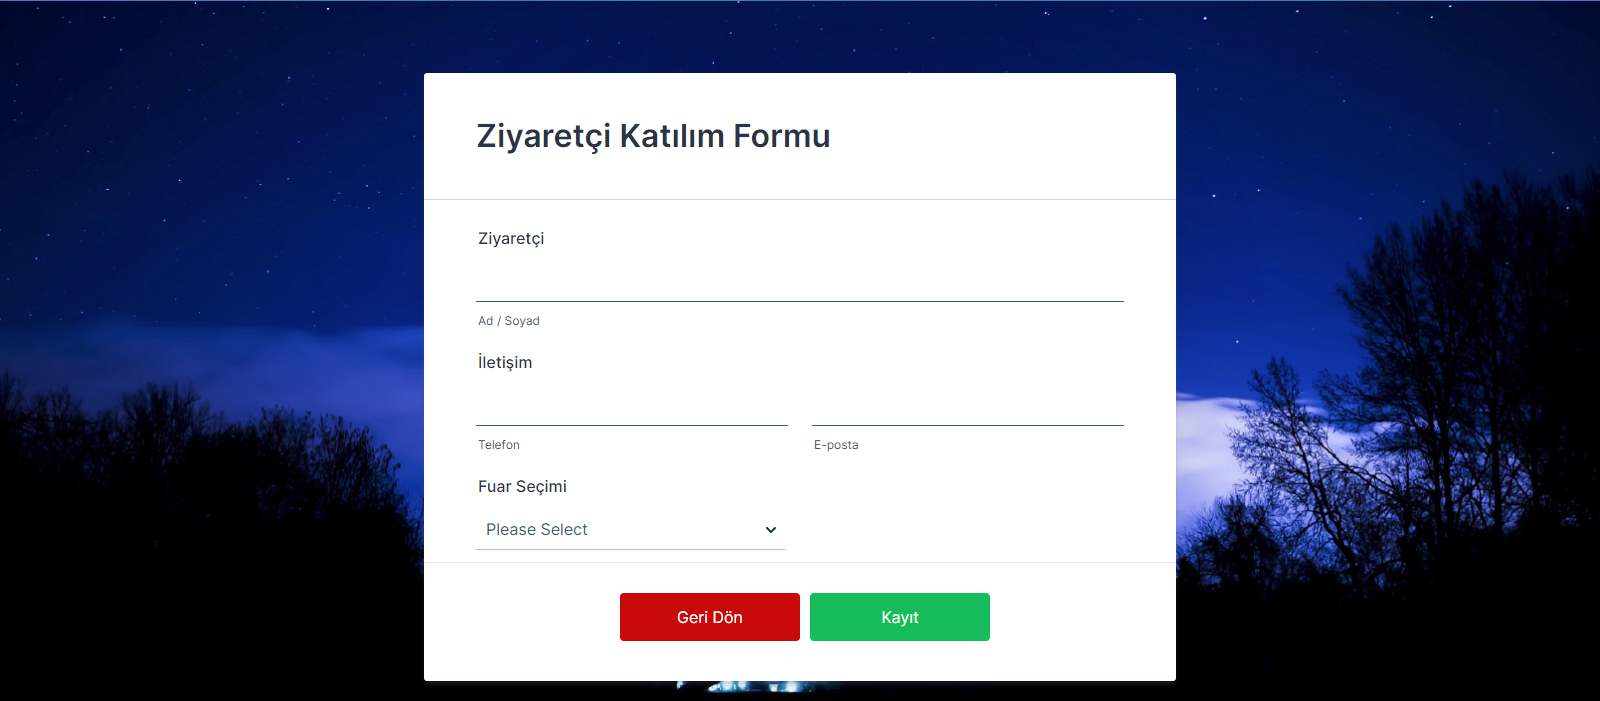 Ziyaretçi Katılım Formu
Ziyaretçi
Ad / Soyad
İletişim
Telefon
E-posta
Fuar Seçimi
Please Select
Geri Dön
Kayıt